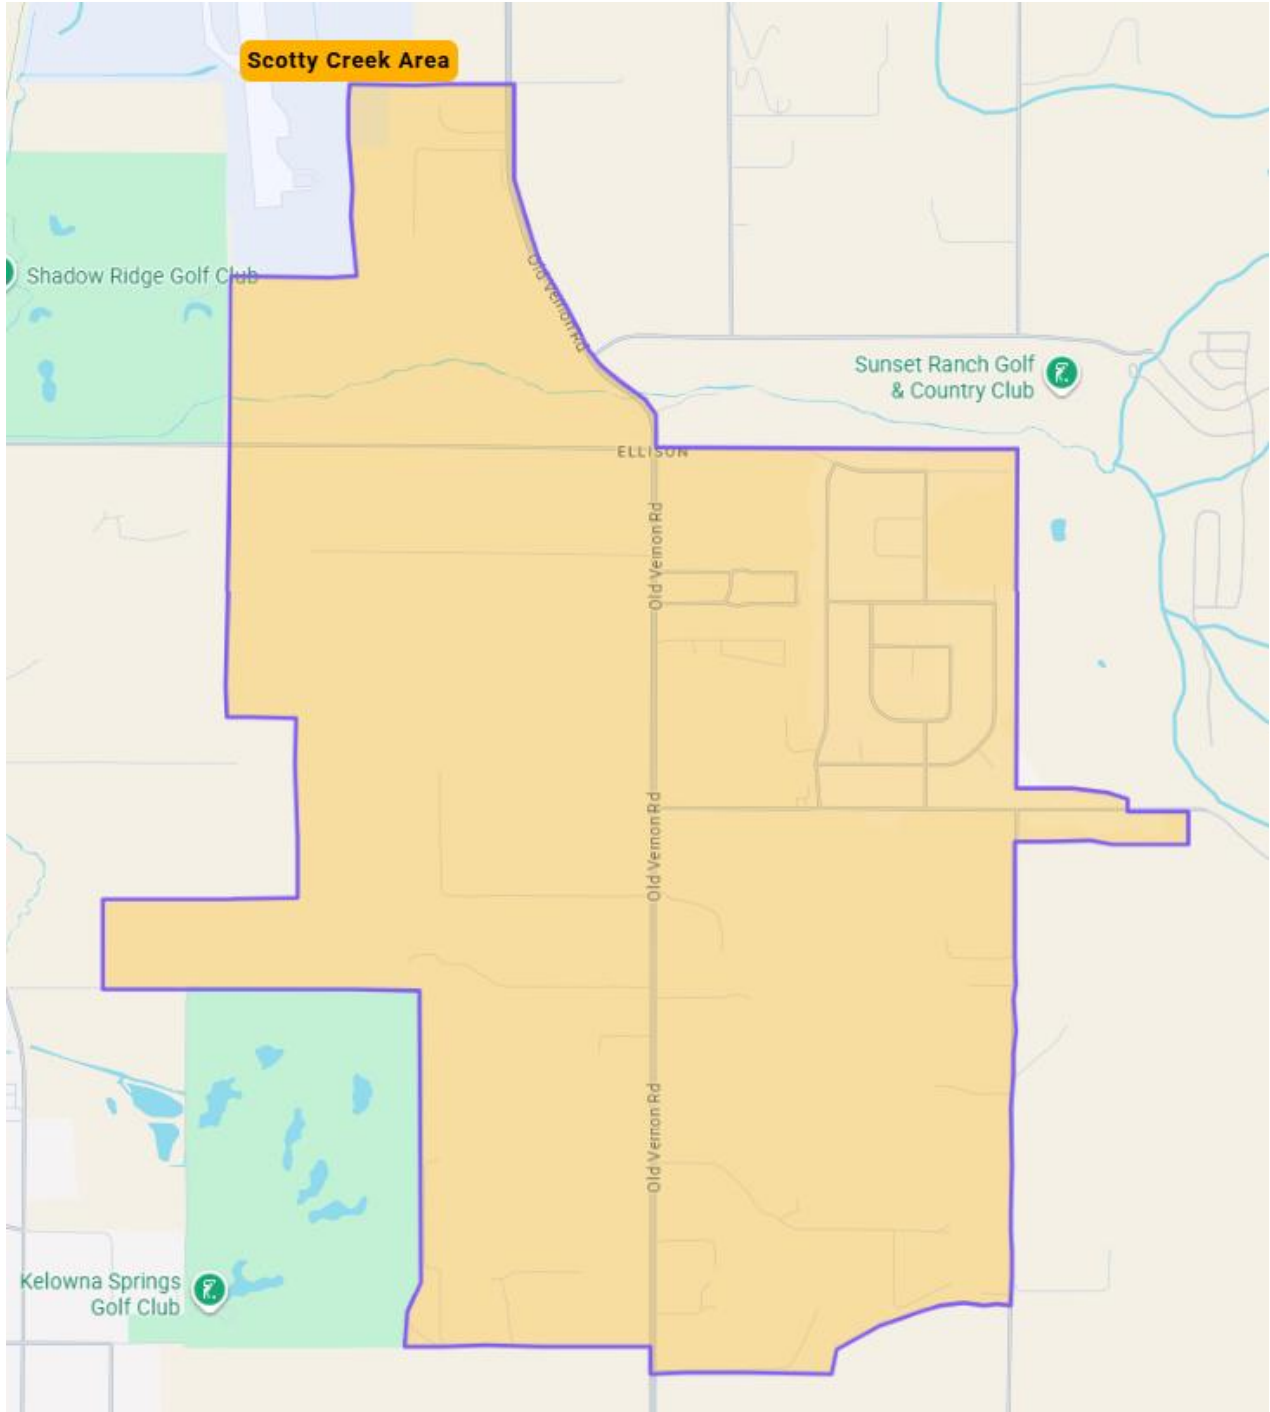 Scotty Creek Area
Shadow Ridge Golf Club
Old Vernon Rd
Sunset Ranch Golf
& Country Club
ELLISON
Old Vernon Rd
Old Vernon Rd
Old Vernon Rd
Kelowna Springs
Golf Club